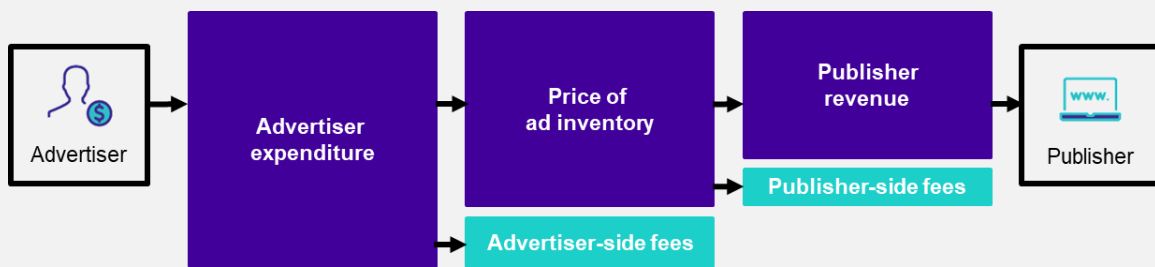 Advertiser
Advertiser
expenditure
Price of
ad inventory
Advertiser-side fees
Publisher
revenue
Publisher-side fees
www.
Publisher
$